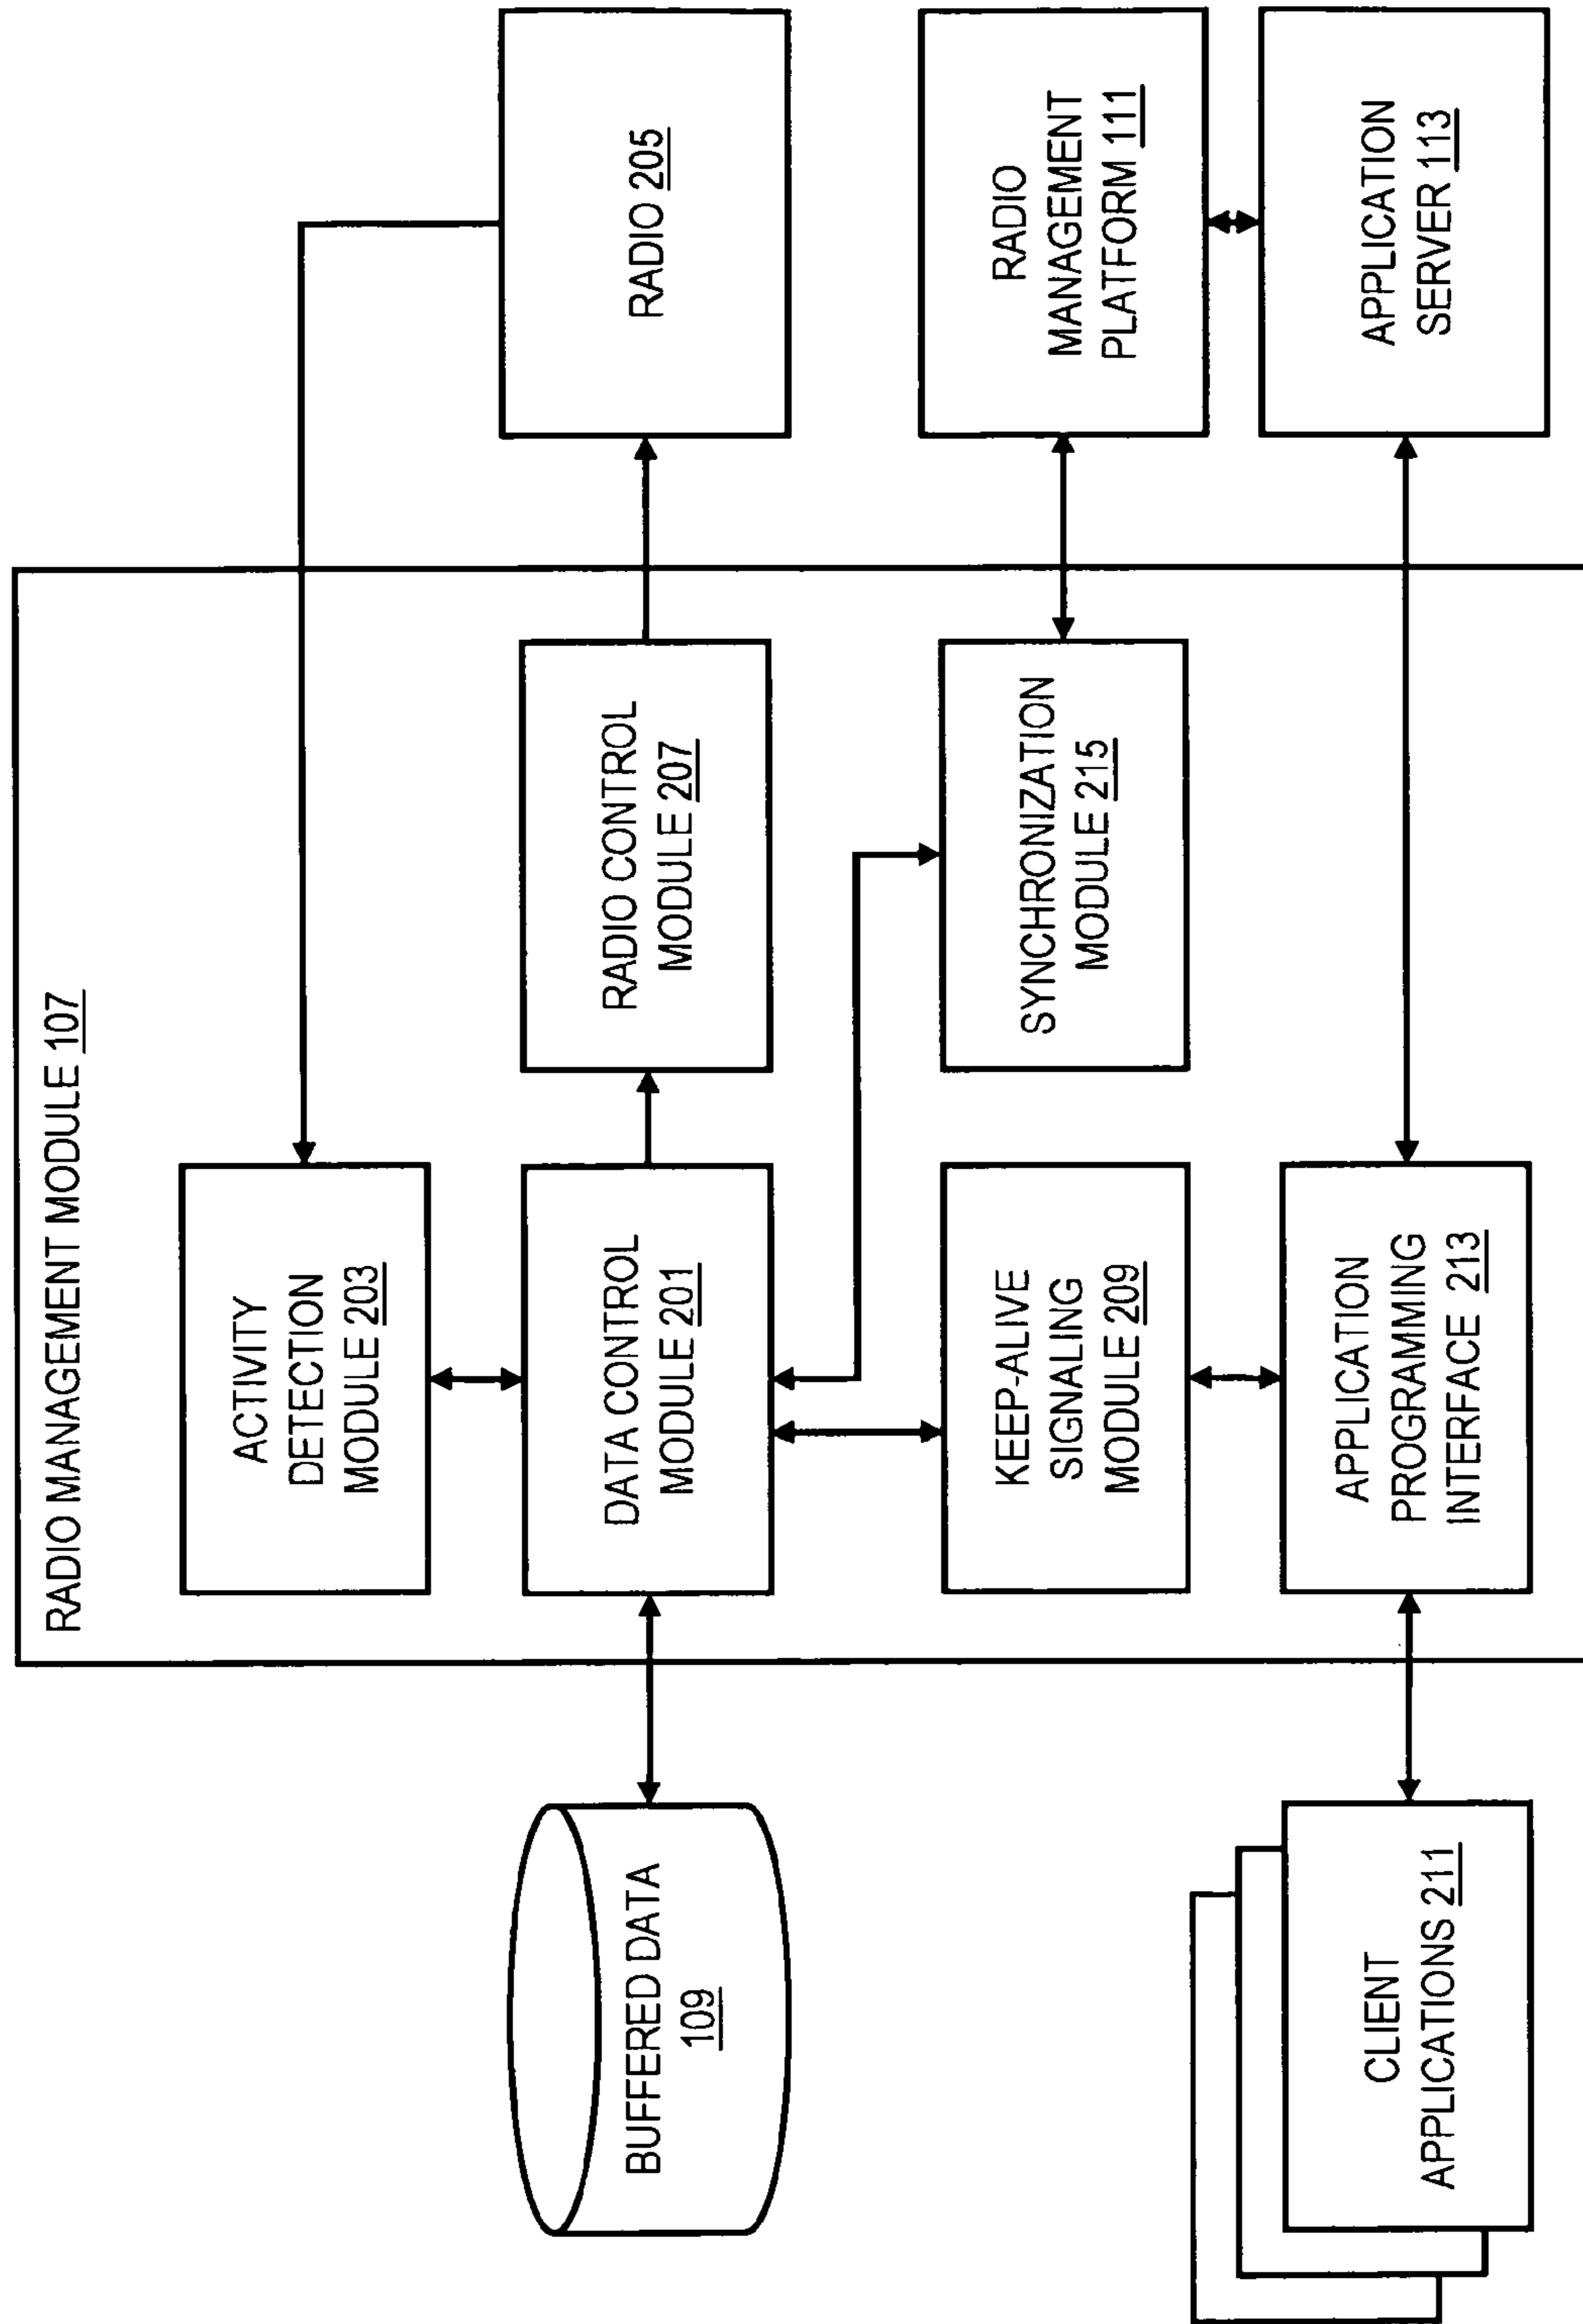 RADIO MANAGEMENT MODULE 107
ACTIVITY
DETECTION
MODULE 203
BUFFERED DATA
109
DATA CONTROL
MODULE 201
RADIO CONTROL
MODULE 207
RADIO 205
KEEP-ALIVE
SIGNALING
MODULE 209
SYNCHRONIZATION
MODULE 215
RADIO
MANAGEMENT
PLATFORM 111
CLIENT
APPLICATIONS 211
APPLICATION
PROGRAMMING
INTERFACE 213
APPLICATION
SERVER 113